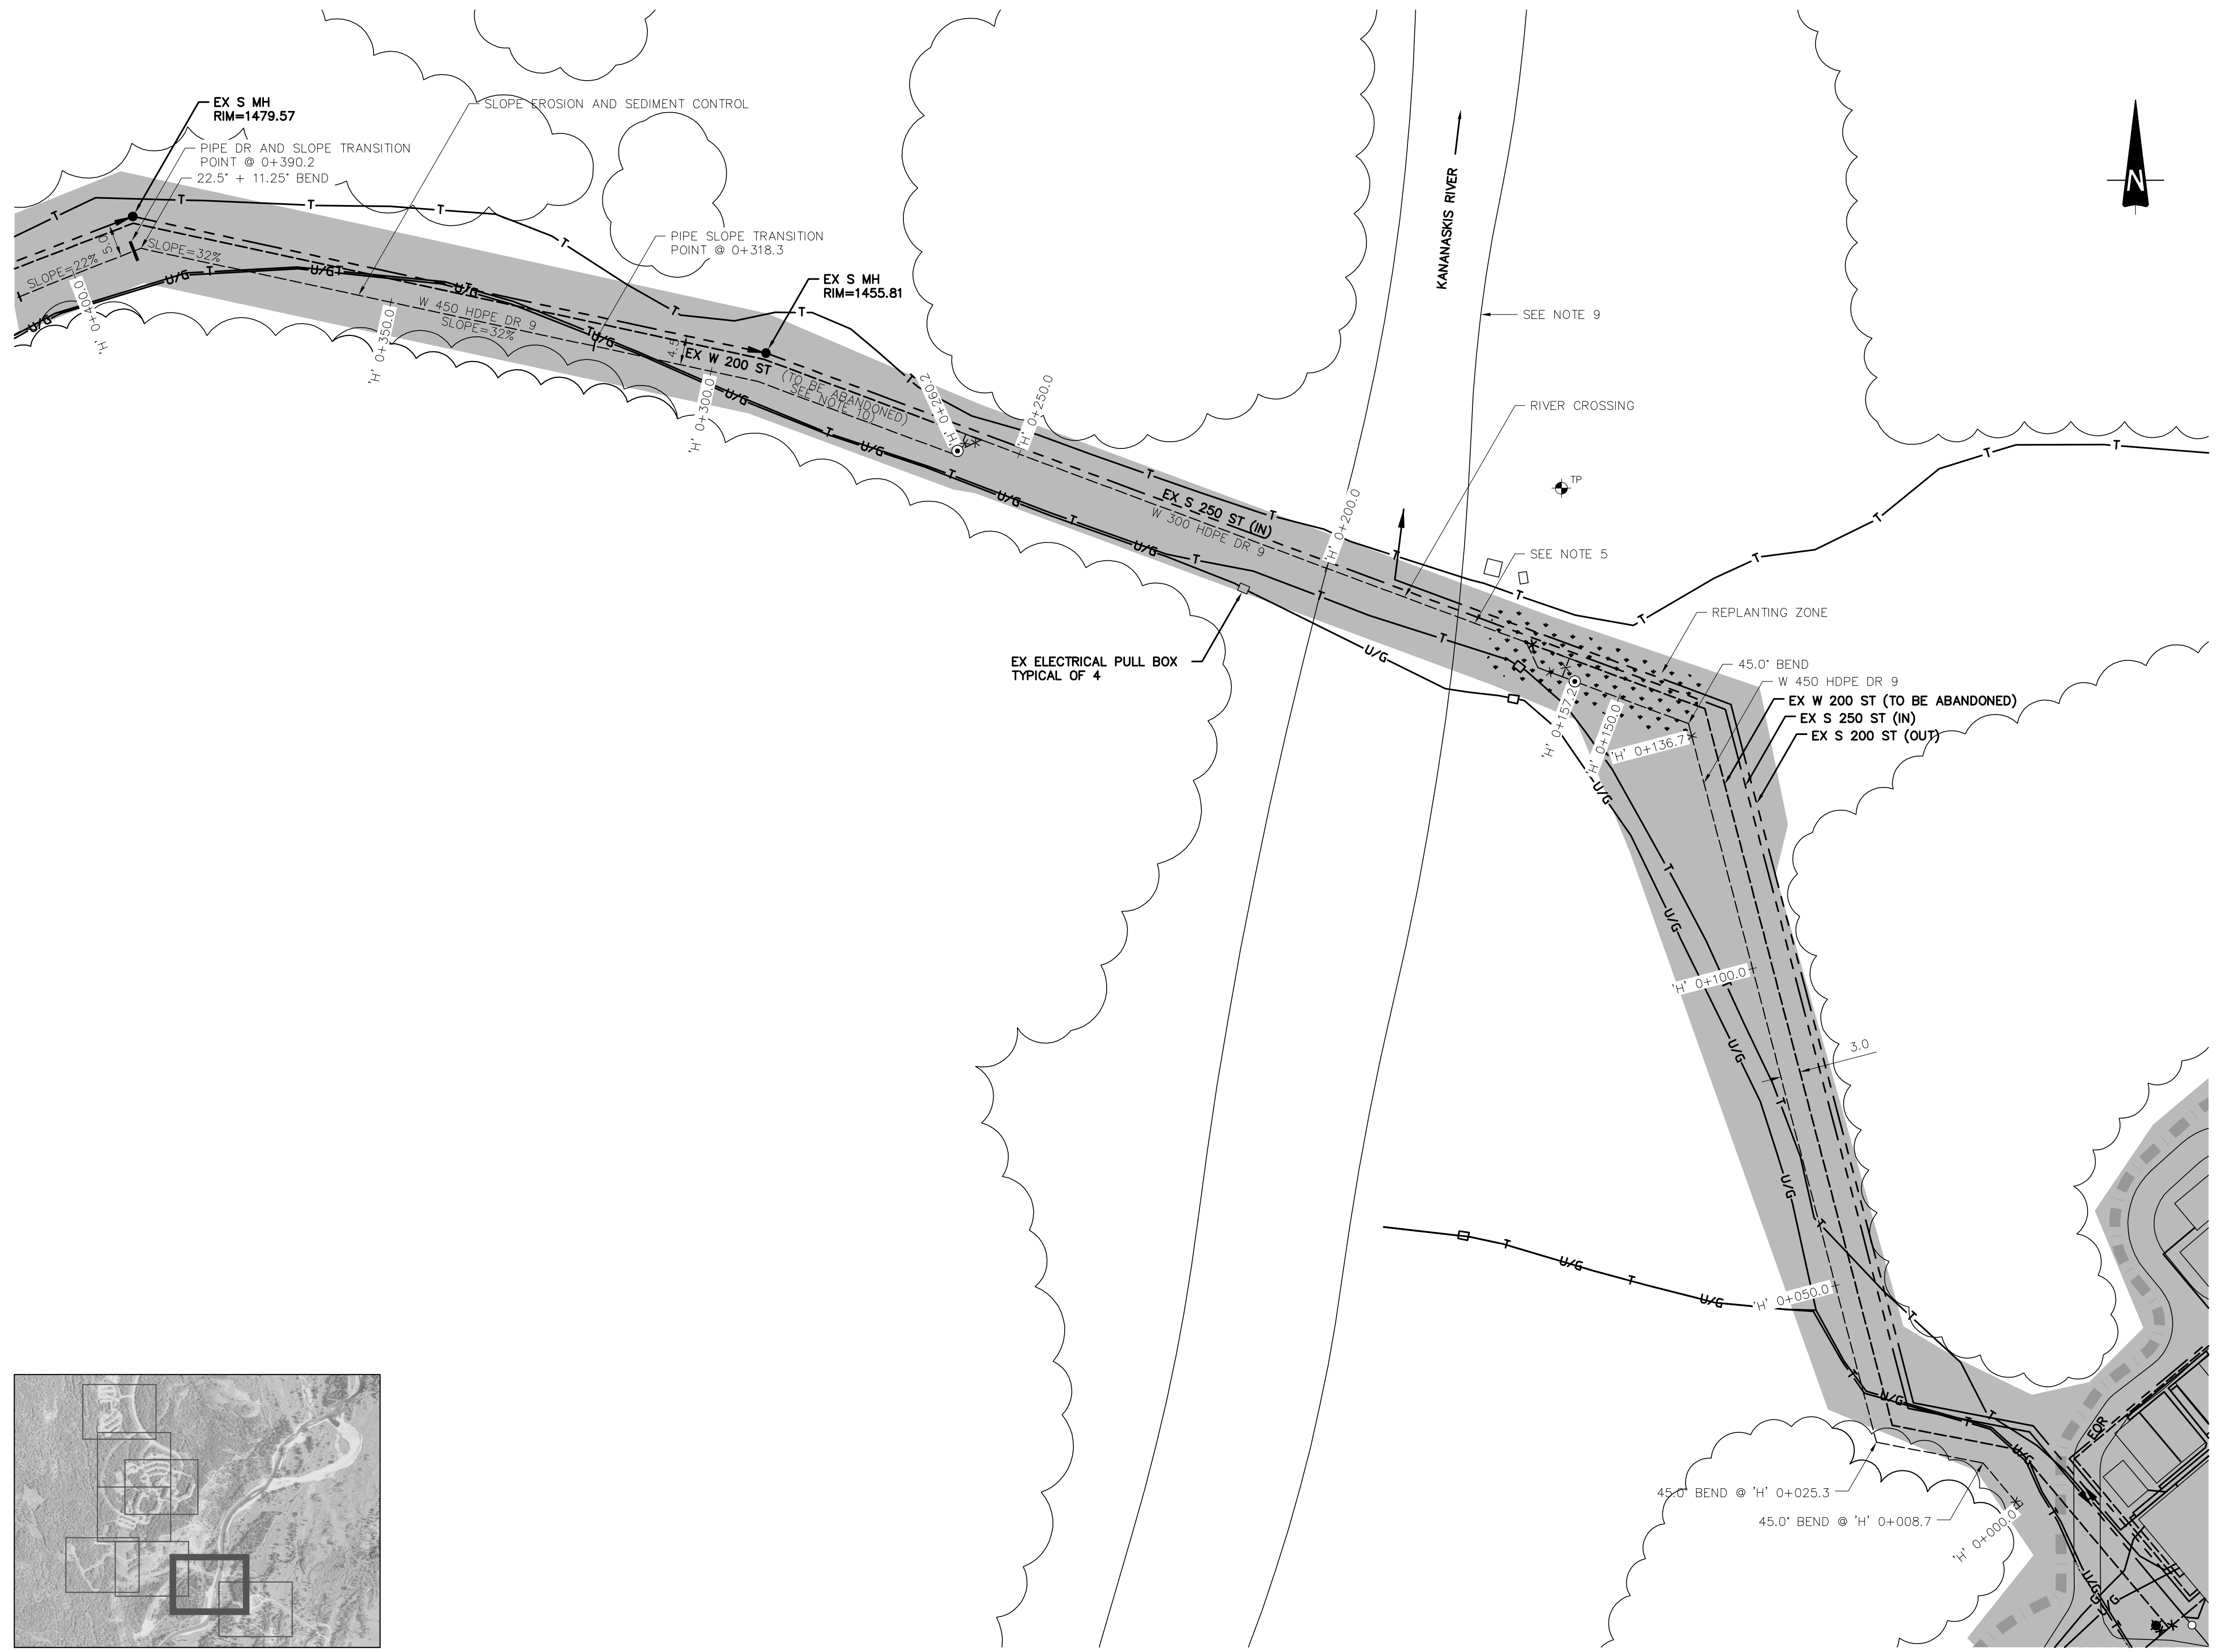 EX S MH
RIM=1479.57
SLOPE EROSION AND SEDIMENT CONTROL
PIPE DR AND SLOPE TRANSITION
POINT @ 0+390.2
22.5° + 11.25° BEND
N
KANANASKIS RIVER
PIPE SLOPE TRANSITION
POINT @ 0+318.3
SLOPE=32%
5.0
SLOPE=22%
EX S MH
RIM=1455.81
SEE NOTE 9
W 450 HDPE DR 9
SLOPE=32%
4.5
'H' 0+400.0
'H' 0+350.0
'H' 0+300.0
EX W 200 ST (TO BE ABANDONED)
SEE NOTE 10)
'H' 0+260.2
'H' 0+250.0
RIVER CROSSING
TP
EX S 250 ST (IN)
W 300 HDPE DR 9
'H' 0+200.0
SEE NOTE 5
REPLANTING ZONE
EX ELECTRICAL PULL BOX
TYPICAL OF 4
45.0° BEND
W 450 HDPE DR 9
EX W 200 ST (TO BE ABANDONED)
EX S 250 ST (IN)
EX S 200 ST (OUT)
'H' 0+157.2
'H' 0+150.0
'H' 0+136.7
'H' 0+100.0
3.0
'H' 0+050.0
EOR
45.0° BEND @ 'H' 0+025.3
45.0° BEND @ 'H' 0+008.7
'H' 0+000.0
T
U/G